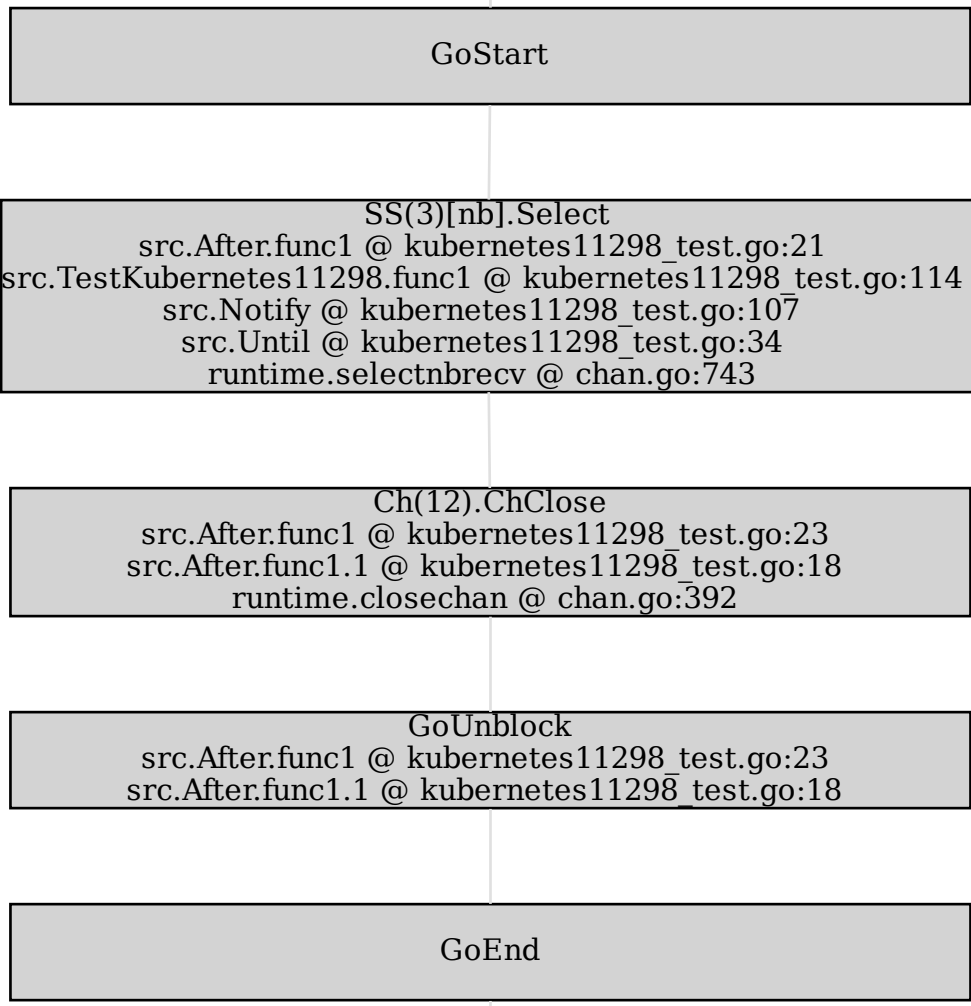 GoStart
SS(3)[nb].Select
src.After.func1 @ kubernetes11298_test.go:21
src.TestKubernetes11298.func1 @ kubernetes11298_test.go:114
src.Notify @ kubernetes11298_test.go:107
src.Until @ kubernetes11298_test.go:34
runtime.selectnbrecv @ chan.go:743
Ch(12).ChClose
src.After.func1 @ kubernetes11298_test.go:23
src.After.func1.1 @ kubernetes11298_test.go:18
runtime.closechan @ chan.go:392
GoUnblock
src.After.func1 @ kubernetes11298_test.go:23
src.After.func1.1 @ kubernetes11298_test.go:18
GoEnd